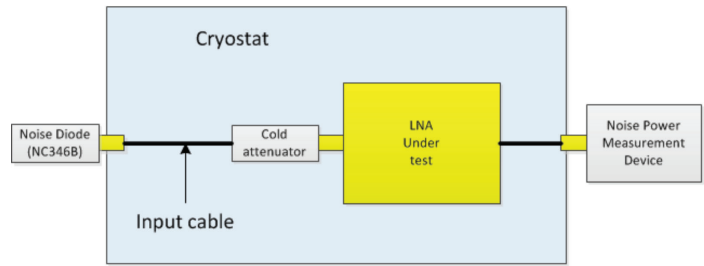 Cryostat
Noise Diode
(NC346B)
Cold
attenuator
LNA
Under
test
Noise Power
Measurement
Device
Input cable